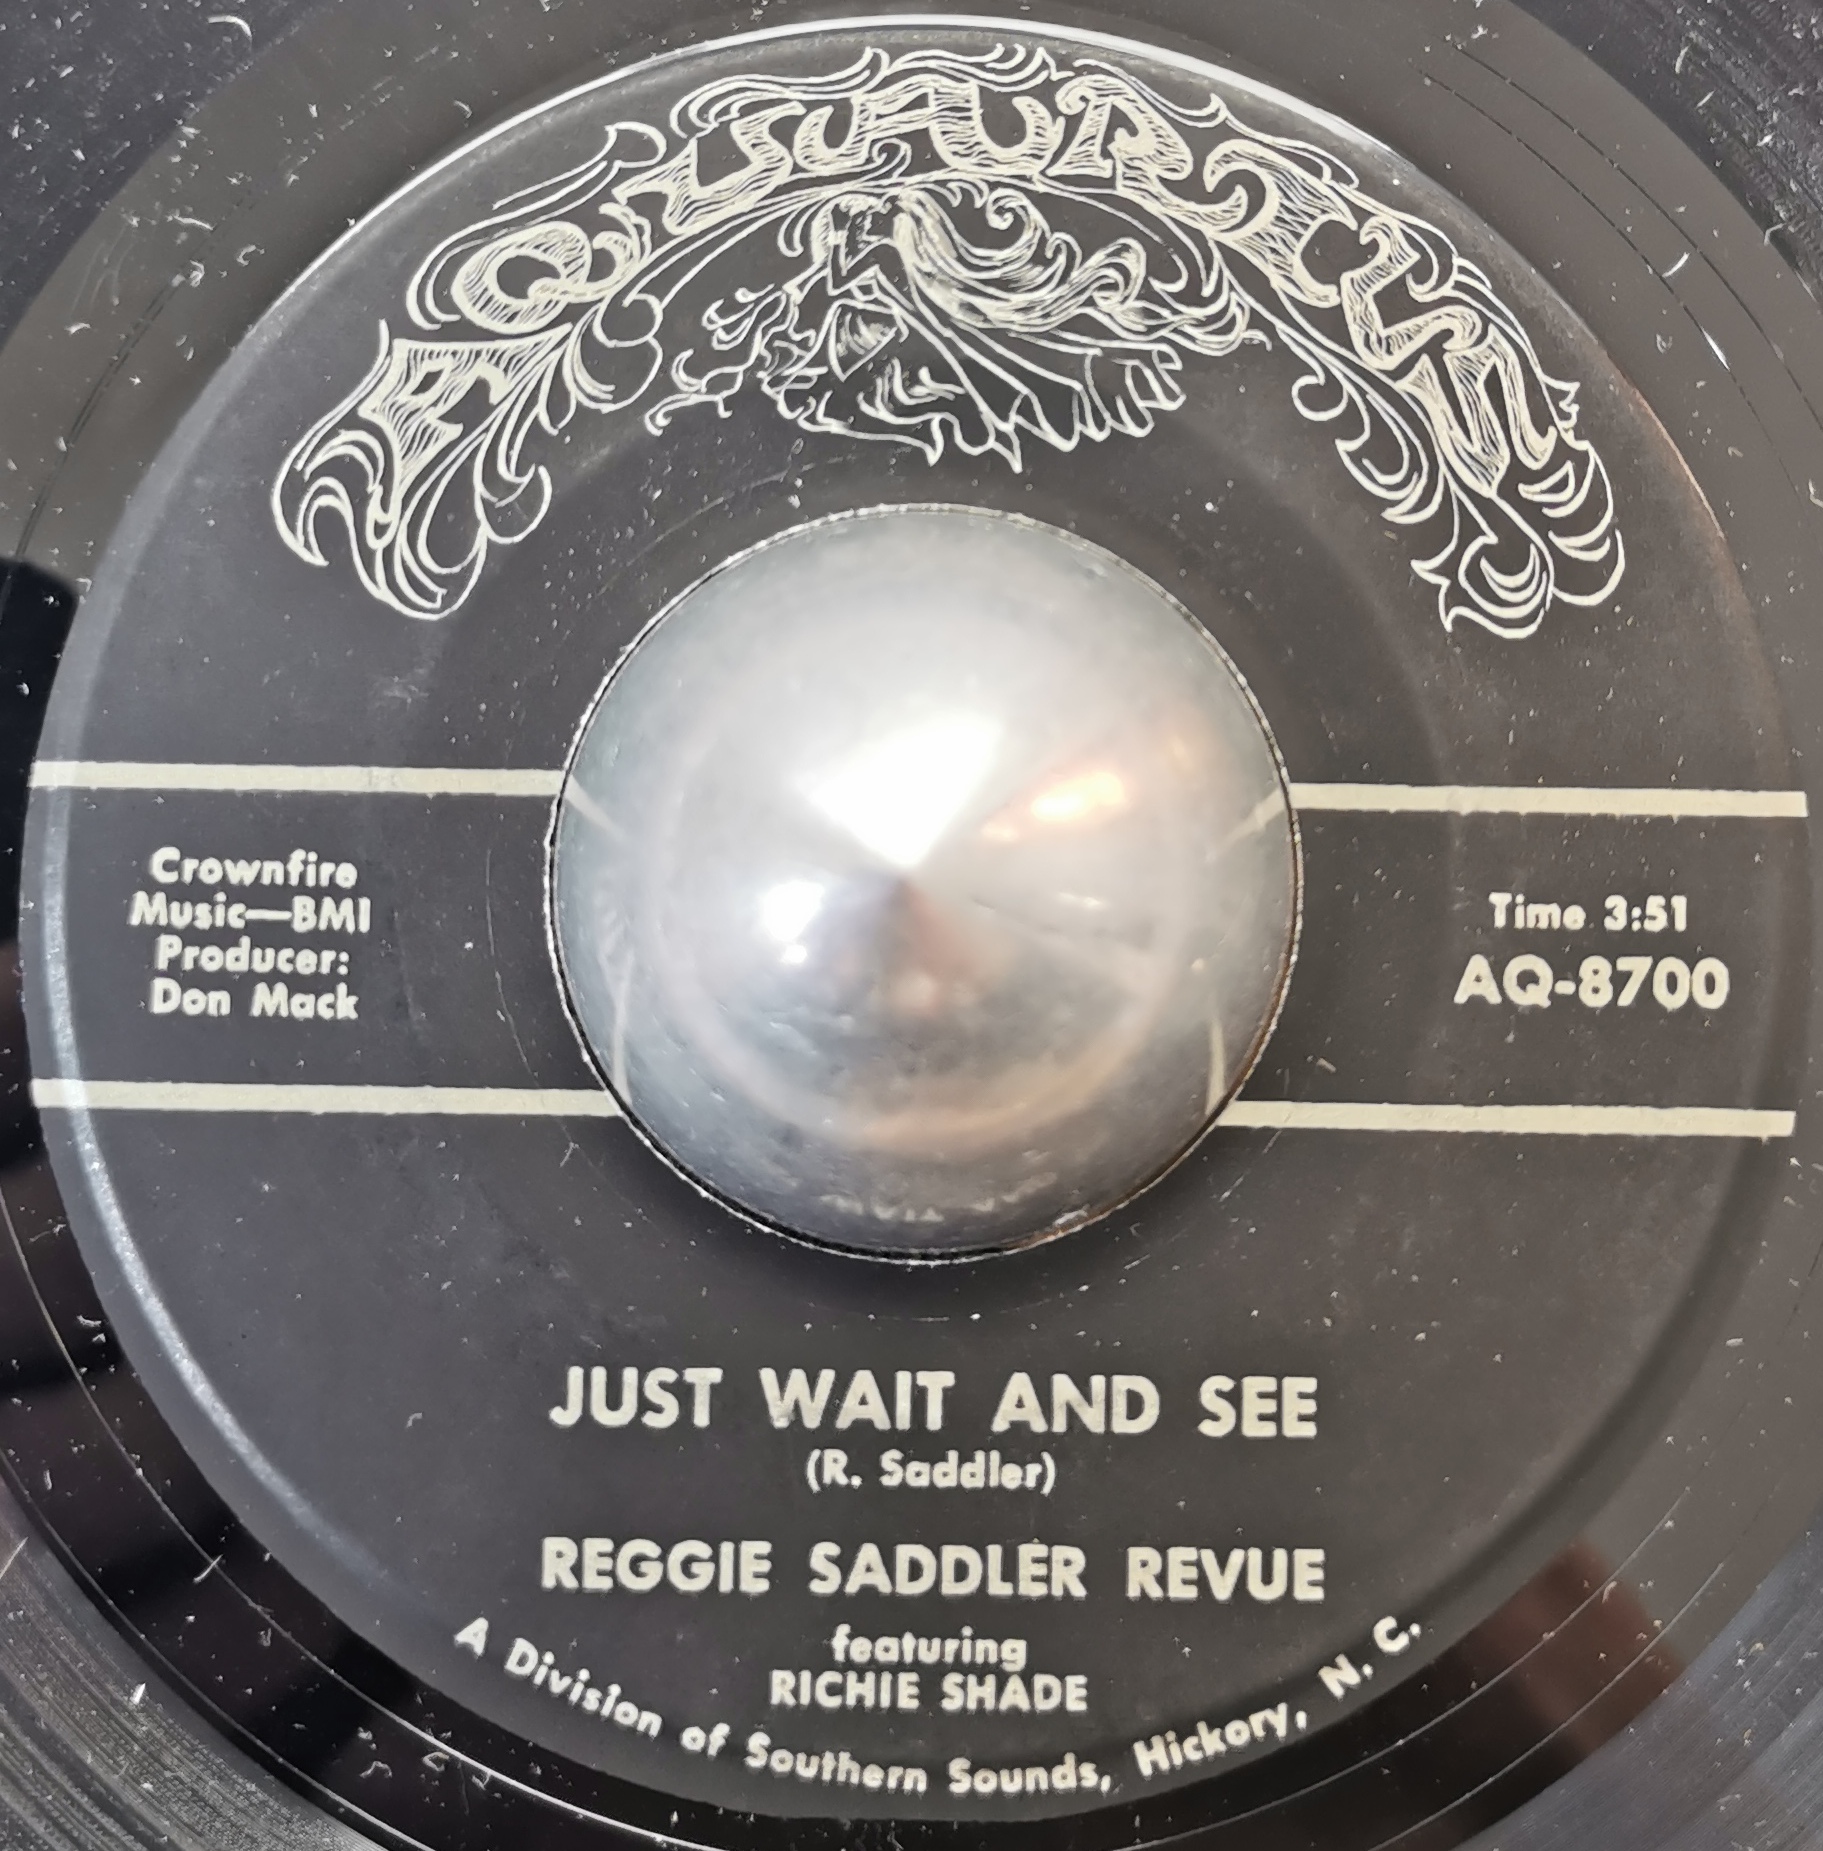 AQUARIUS
Crownfire
Music—BMI
Producer:
Don Mack
Time 3:51
AQ-8700
JUST WAIT AND SEE
(R. Saddler)
REGGIE SADDLER REVUE
featuring
RICHIE SHADE
A Division of Southern Sounds, Hickory, N. C.